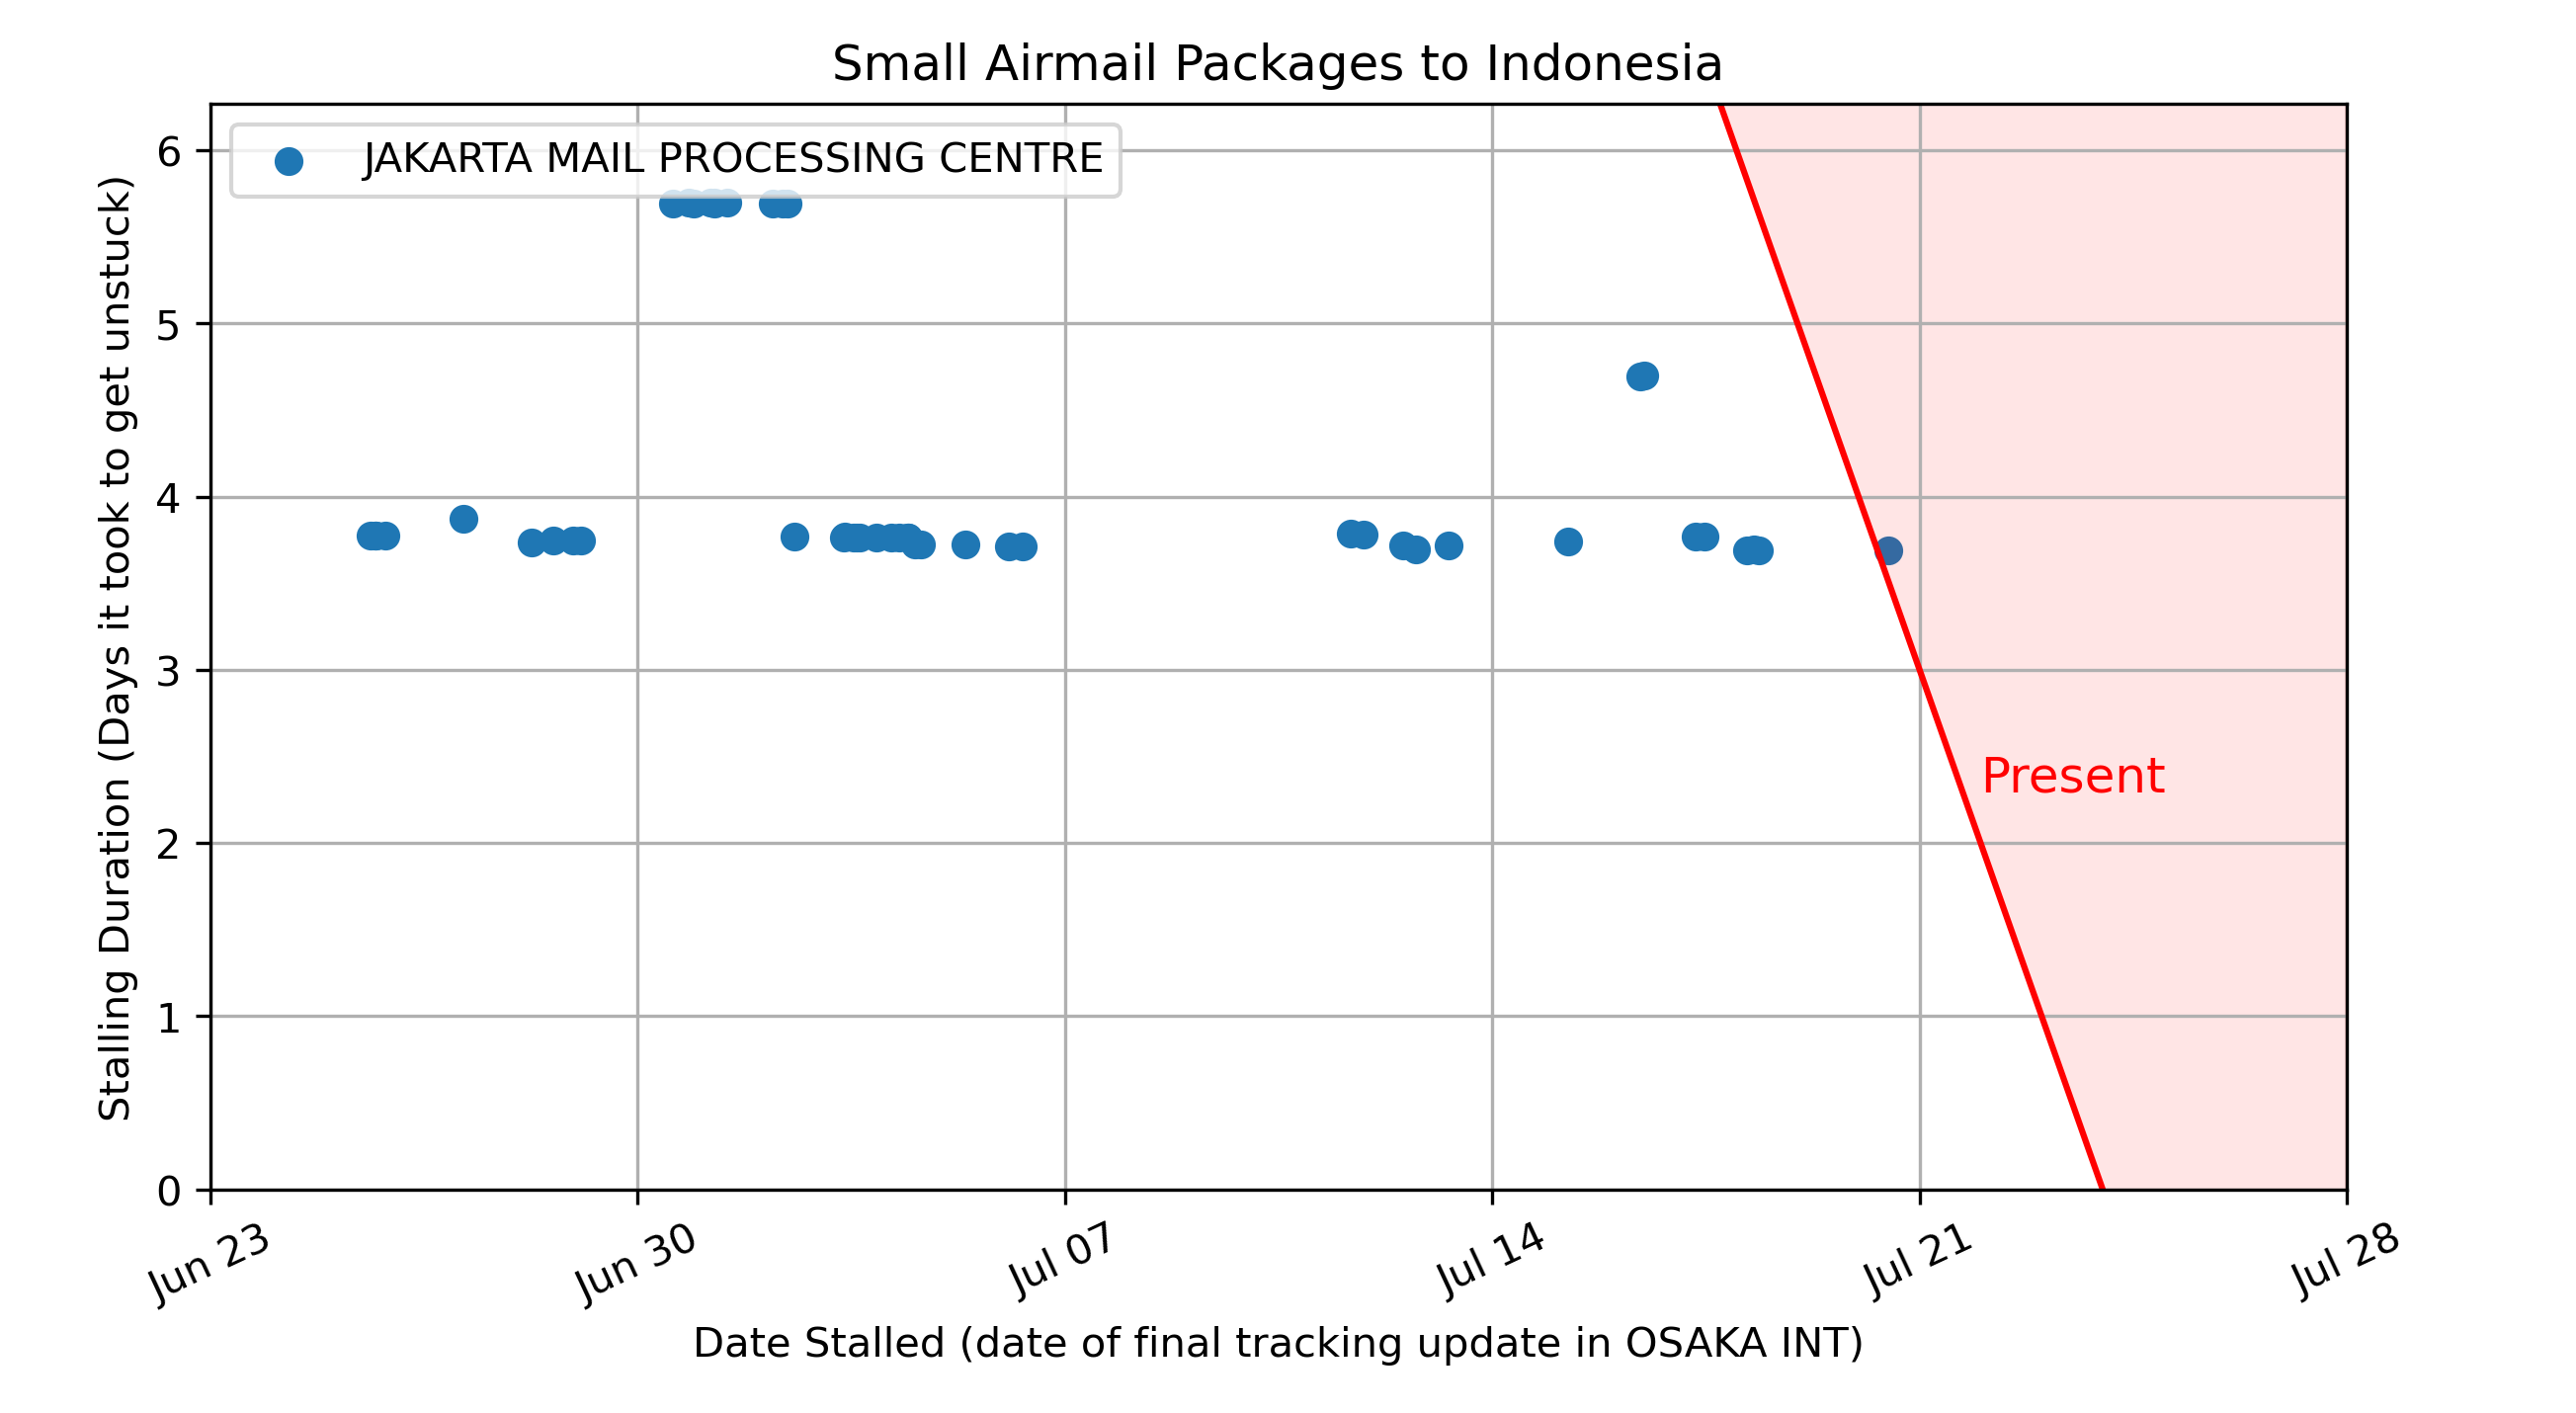 Small Airmail Packages to Indonesia
JAKARTA MAIL PROCESSING CENTRE
Stalling Duration (Days it took to get unstuck)
6
5
4
3
2
1
0
Present
Jun 23
Jun 30
Jul 07
Jul 14
Jul 21
Jul 28
Date Stalled (date of final tracking update in OSAKA INT)